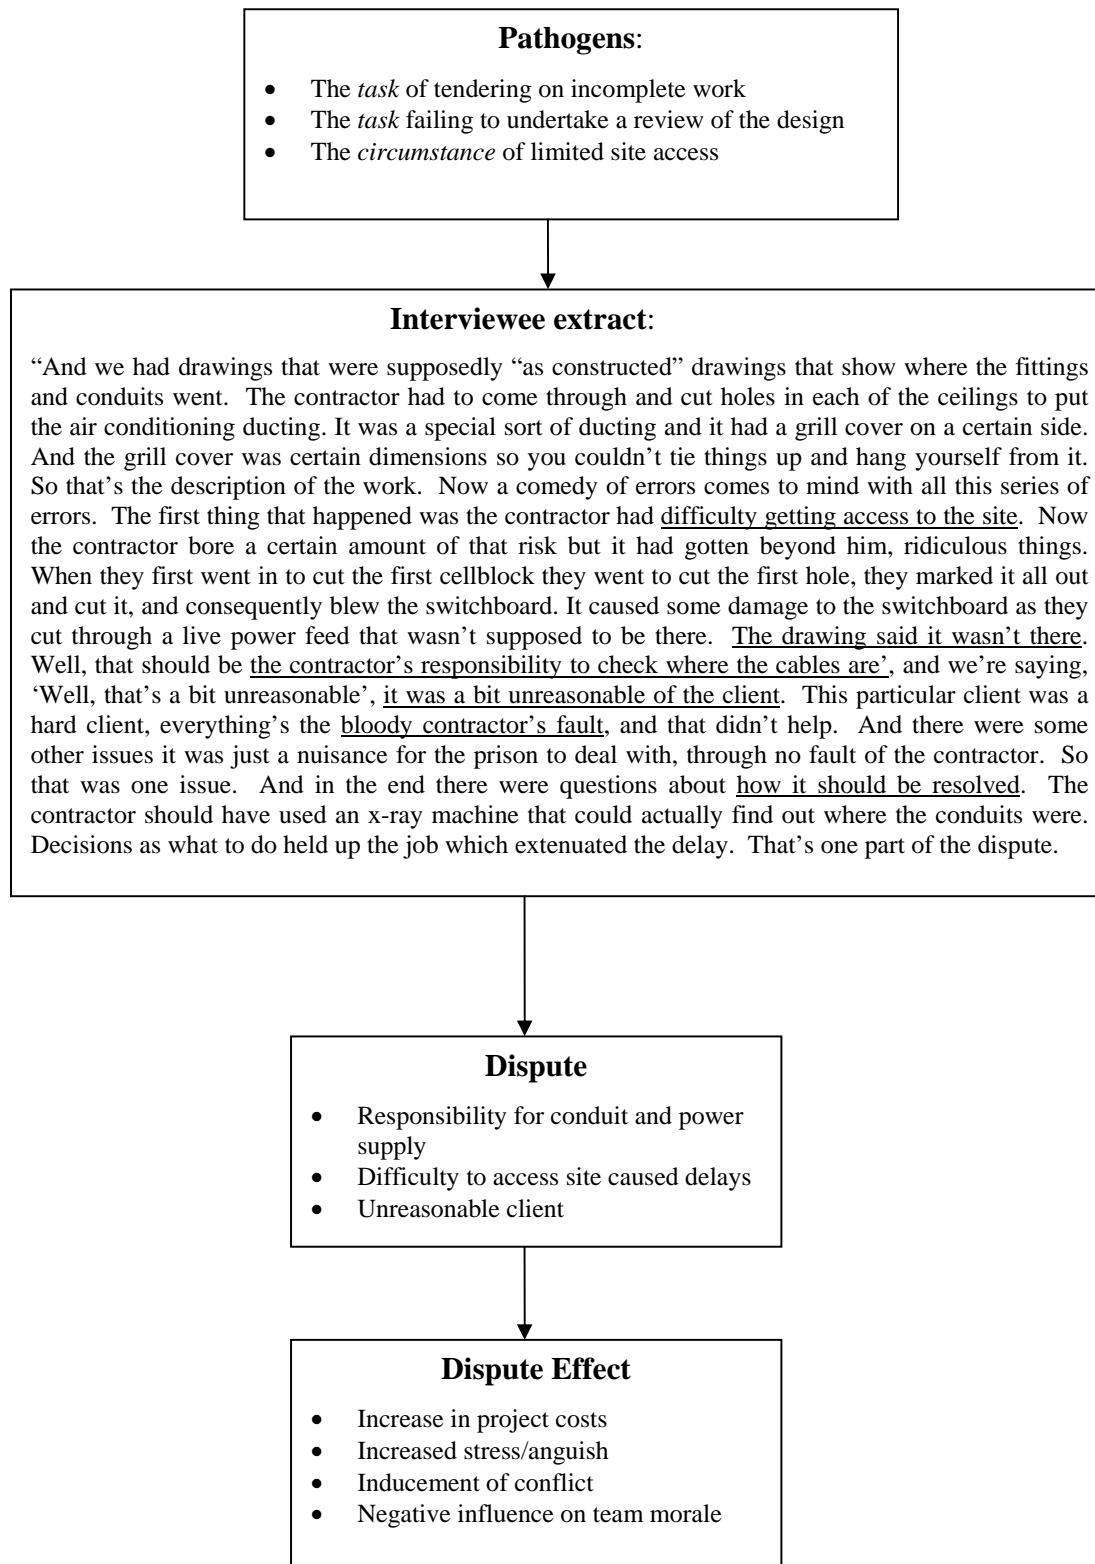 Pathogens:
• The task of tendering on incomplete work
• The task failing to undertake a review of the design
• The circumstance of limited site access
Interviewee extract:
“And we had drawings that were supposedly “as constructed” drawings that show where the fittings
and conduits went. The contractor had to come through and cut holes in each of the ceilings to put
the air conditioning ducting. It was a special sort of ducting and it had a grill cover on a certain side.
And the grill cover was certain dimensions so you couldn’t tie things up and hang yourself from it.
So that’s the description of the work. Now a comedy of errors comes to mind with all this series of
errors. The first thing that happened was the contractor had difficulty getting access to the site. Now
the contractor bore a certain amount of that risk but it had gotten beyond him, ridiculous things.
When they first went in to cut the first cellblock they went to cut the first hole, they marked it all out
and cut it, and consequently blew the switchboard. It caused some damage to the switchboard as they
cut through a live power feed that wasn’t supposed to be there. The drawing said it wasn’t there.
Well, that should be the contractor’s responsibility to check where the cables are’, and we’re saying,
‘Well, that’s a bit unreasonable’, it was a bit unreasonable of the client. This particular client was a
hard client, everything’s the bloody contractor’s fault, and that didn’t help. And there were some
other issues it was just a nuisance for the prison to deal with, through no fault of the contractor. So
that was one issue. And in the end there were questions about how it should be resolved. The
contractor should have used an x-ray machine that could actually find out where the conduits were.
Decisions as what to do held up the job which extenuated the delay. That’s one part of the dispute.
Dispute
• Responsibility for conduit and power
supply
• Difficulty to access site caused delays
• Unreasonable client
Dispute Effect
• Increase in project costs
• Increased stress/anguish
• Inducement of conflict
• Negative influence on team morale